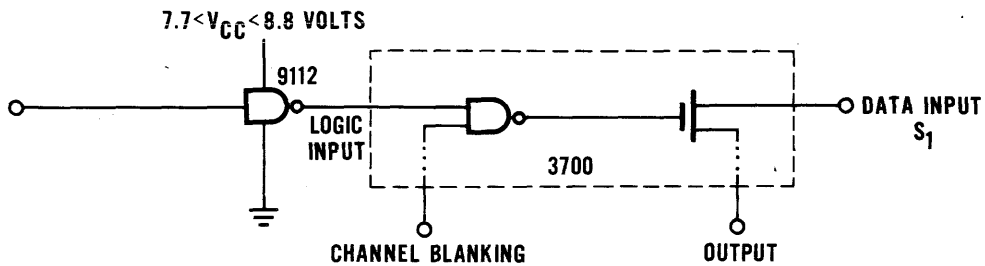 7.7<VCC<8.8 VOLTS
9112
LOGIC
INPUT
DATA INPUT
S1
3700
CHANNEL BLANKING
OUTPUT